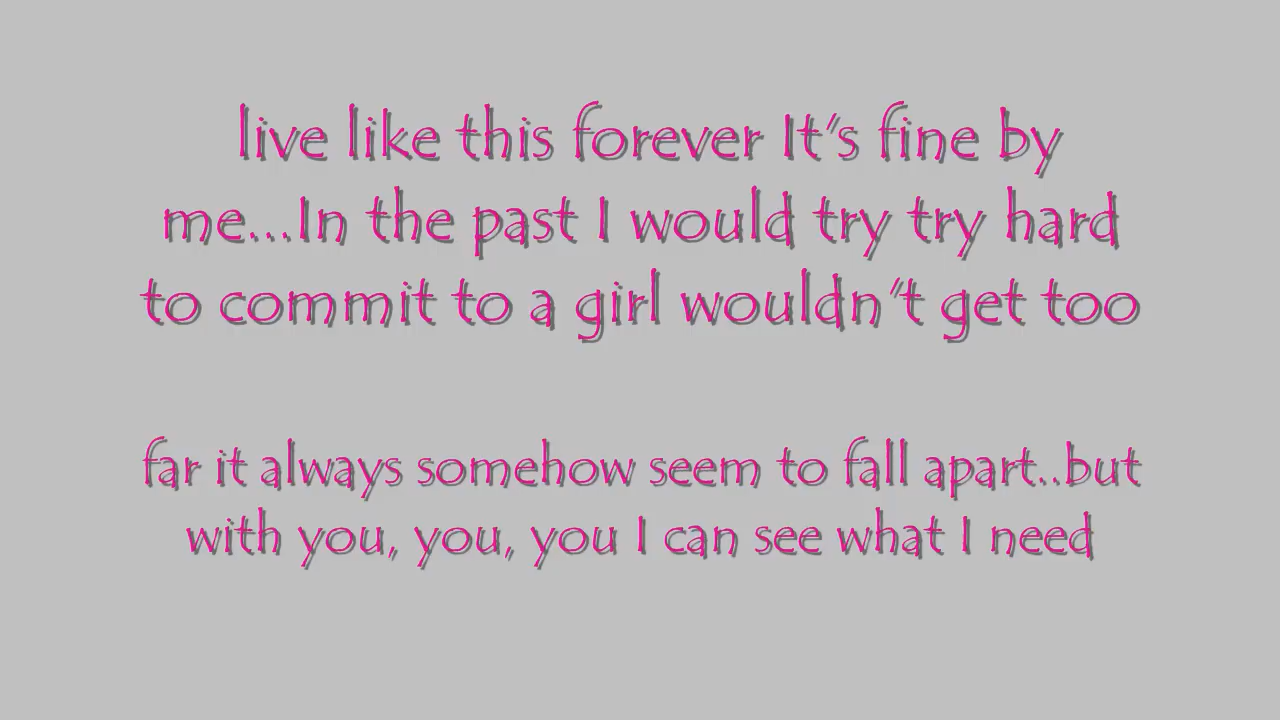 live like this forever It's fine by
me...In the past I would try try hard
to commit to a girl wouldn't get too
far it always somehow seem to fall apart..but
with you, you, you I can see what I need